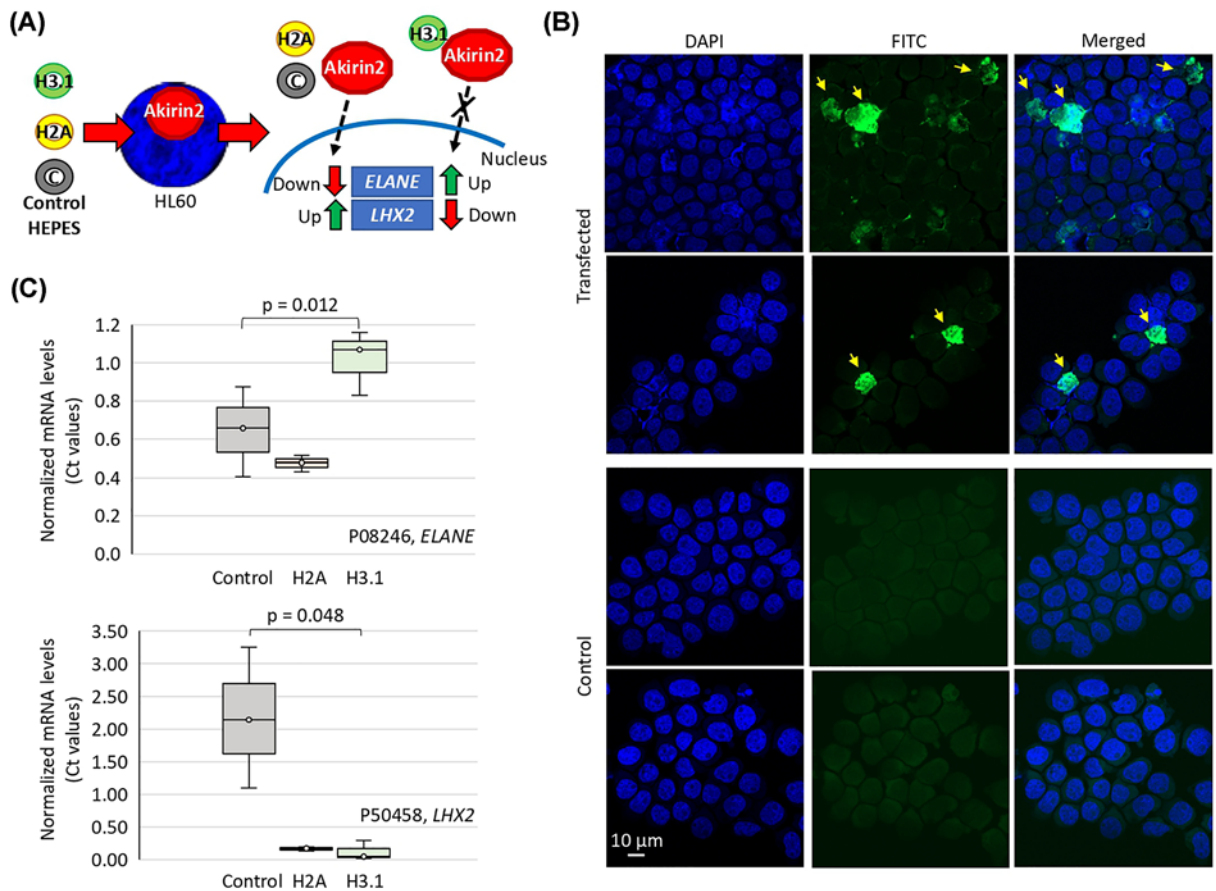 (A)
H3.1
H2A
C
Control
HEPES
Akirin2
HL60
H2A
C
Akirin2
H3.1
Akirin2
X
Nucleus
Down ELANE Up
Up LHX2 Down
(B)
DAPI FITC Merged
Transfected
Control
10 µm
(C)
p = 0.012
Normalized mRNA levels
(Ct values)
1.2
1.0
0.8
0.6
0.4
0.2
0.0
P08246, ELANE
Control H2A H3.1
p = 0.048
Normalized mRNA levels
(Ct values)
3.50
3.00
2.50
2.00
1.50
1.00
0.50
0.00
P50458, LHX2
Control H2A H3.1